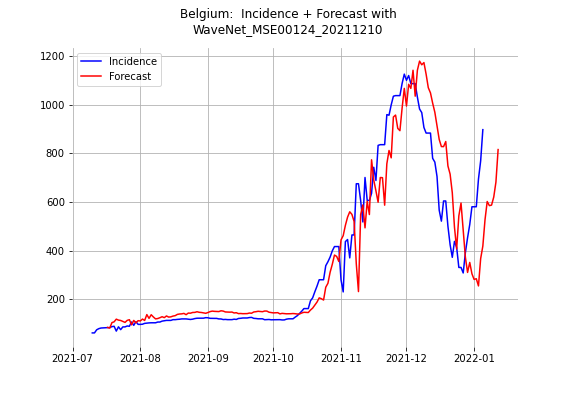 Belgium:  Incidence + Forecast with
WaveNet_MSE00124_20211210
1200
1000
800
600
400
200
Incidence
Forecast
2021-07 2021-08 2021-09 2021-10 2021-11 2021-12 2022-01